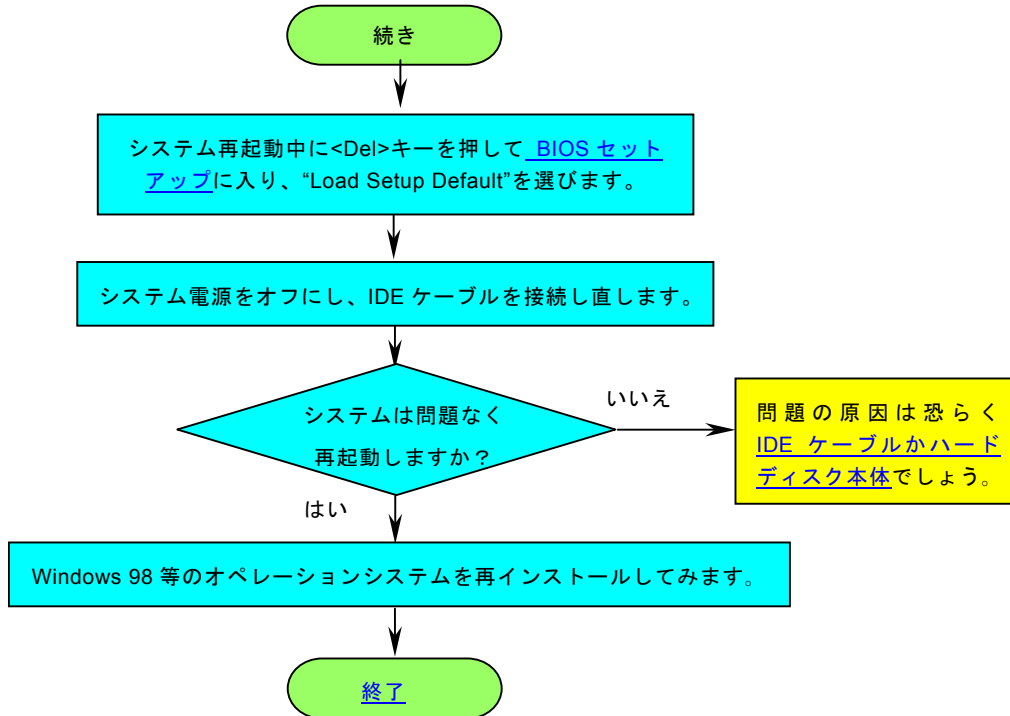 続き
システム再起動中に<Del>キーを押して BIOS セット
アップに入り、“Load Setup Default”を選びます。
システム電源をオフにし、IDE ケーブルを接続し直します。
システムは問題なく
再起動しますか？
いいえ
問題の原因は恐らく
IDE ケーブルかハード
ディスク本体でしょう。
はい
Windows 98 等のオペレーションシステムを再インストールしてみます。
終了